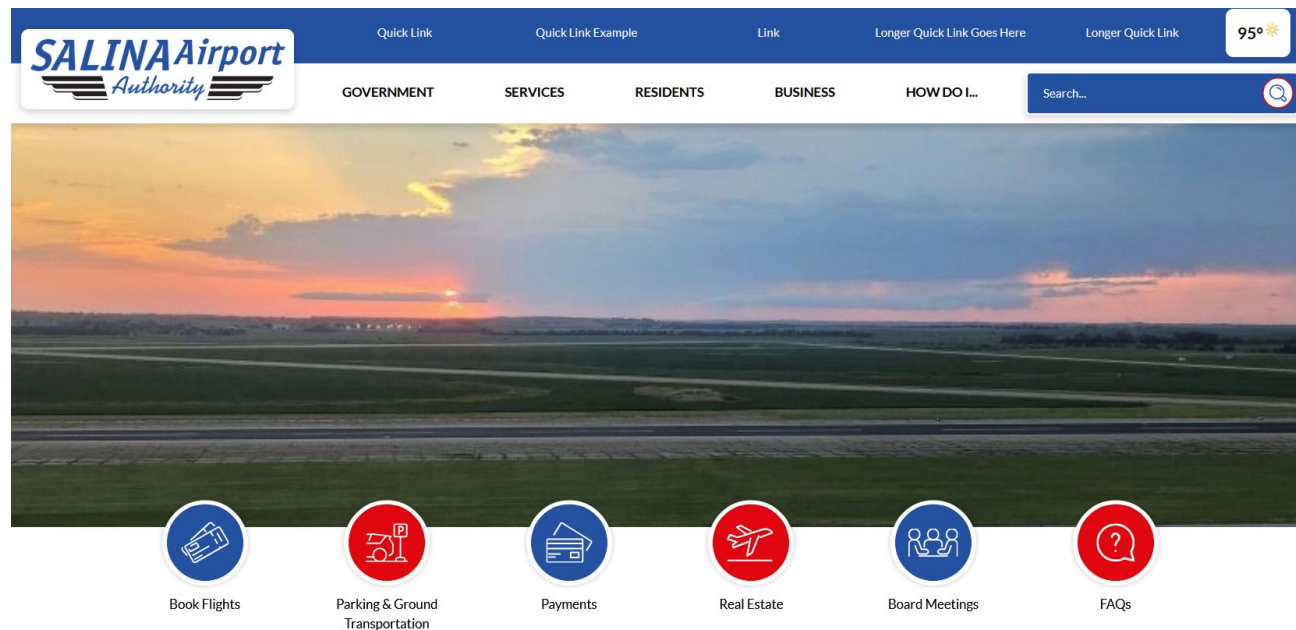 SALINA Airport
Authority
Quick Link
Quick Link Example
Link
Longer Quick Link Goes Here
Longer Quick Link
95°
GOVERNMENT
SERVICES
RESIDENTS
BUSINESS
HOW DO I...
Search...
P
?
Book Flights
Parking & Ground
Transportation
Payments
Real Estate
Board Meetings
FAQs